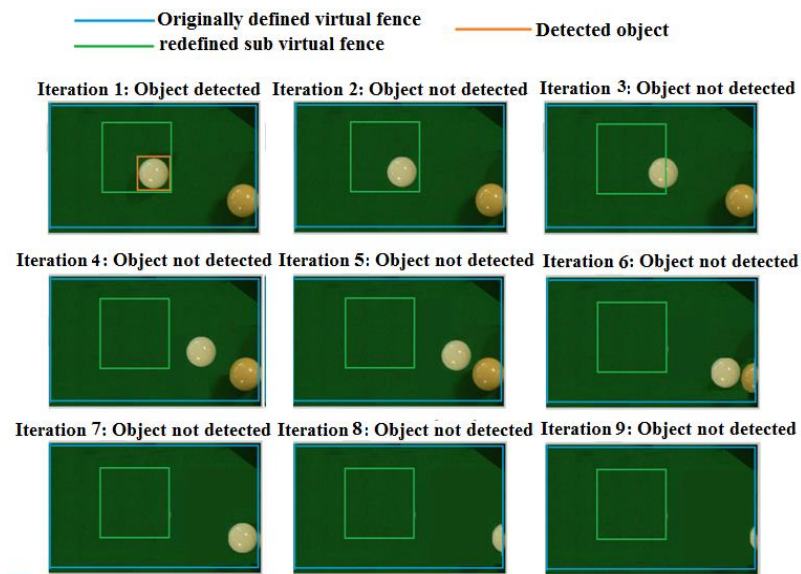 Originally defined virtual fence
redefined sub virtual fence
Detected object
Iteration 1: Object detected
Iteration 2: Object not detected
Iteration 3: Object not detected
Iteration 4: Object not detected
Iteration 5: Object not detected
Iteration 6: Object not detected
Iteration 7: Object not detected
Iteration 8: Object not detected
Iteration 9: Object not detected